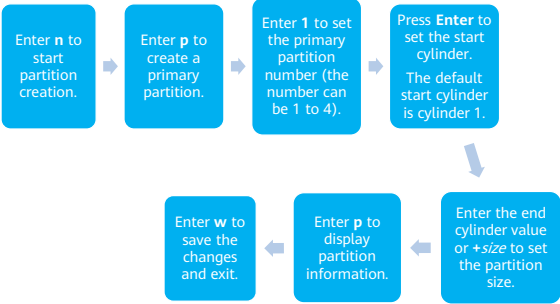 Enter n to
start
partition
creation.
Enter p to
create a
primary
partition.
Enter 1 to set
the primary
partition
number (the
number can
be 1 to 4).
Press Enter to
set the start
cylinder.
The default
start cylinder
is cylinder 1.
Enter the end
cylinder value
or +size to set
the partition
size.
Enter p to
display
partition
information.
Enter w to
save the
changes
and exit.